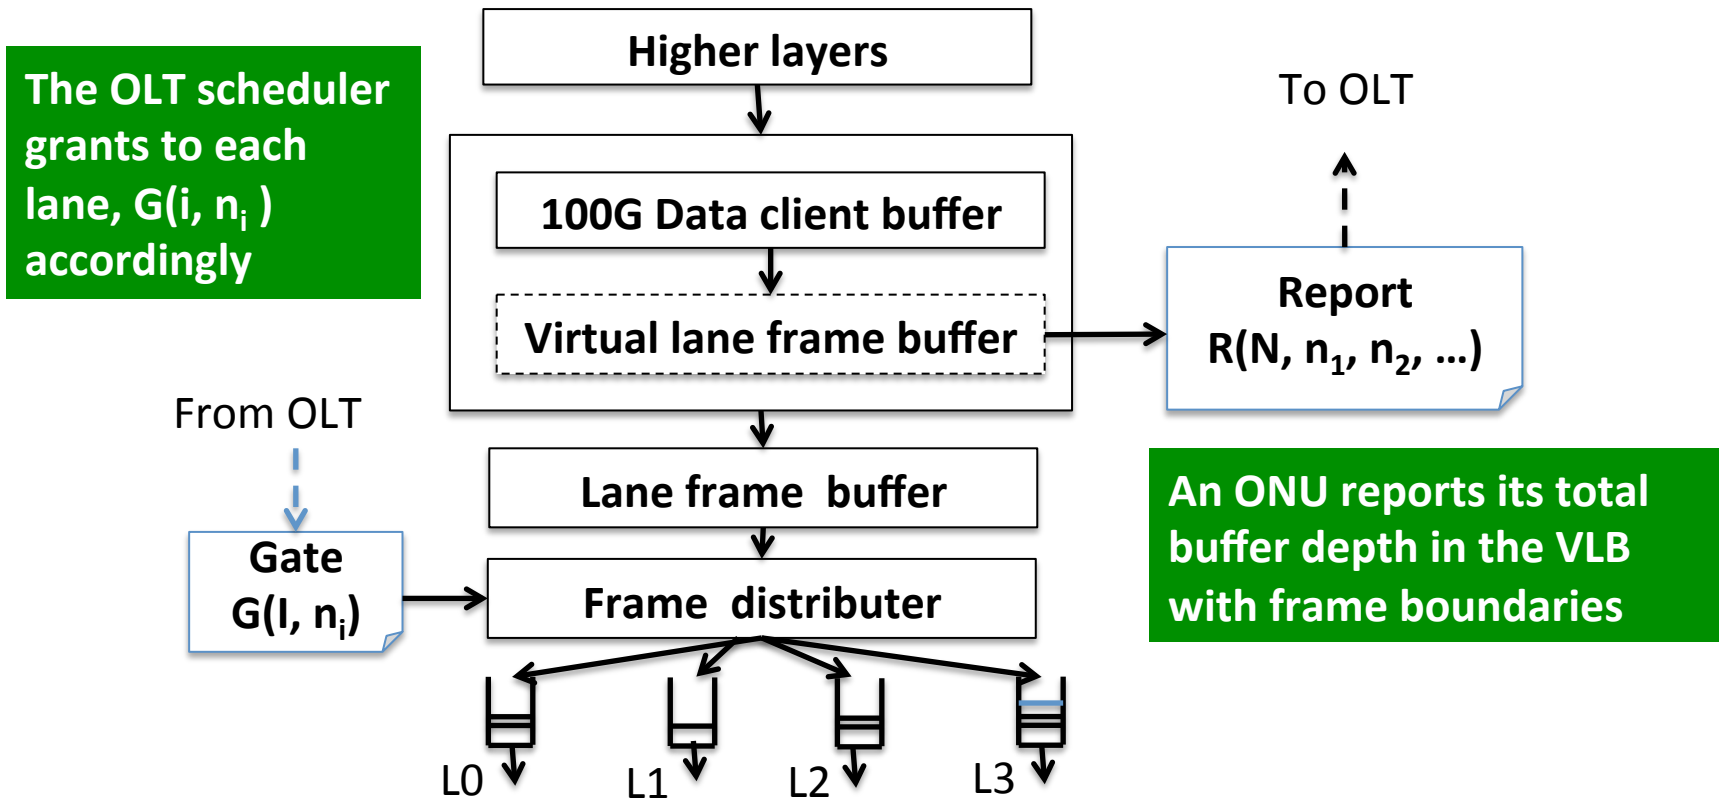 Higher layers
The OLT scheduler
grants to each
lane, G(i, nᵢ )
accordingly
To OLT
100G Data client buffer
Virtual lane frame buffer
Report
R(N, n₁, n₂, ...)
From OLT
Lane frame buffer
An ONU reports its total
buffer depth in the VLB
with frame boundaries
Gate
G(I, nᵢ)
Frame distributer
L0
L1
L2
L3